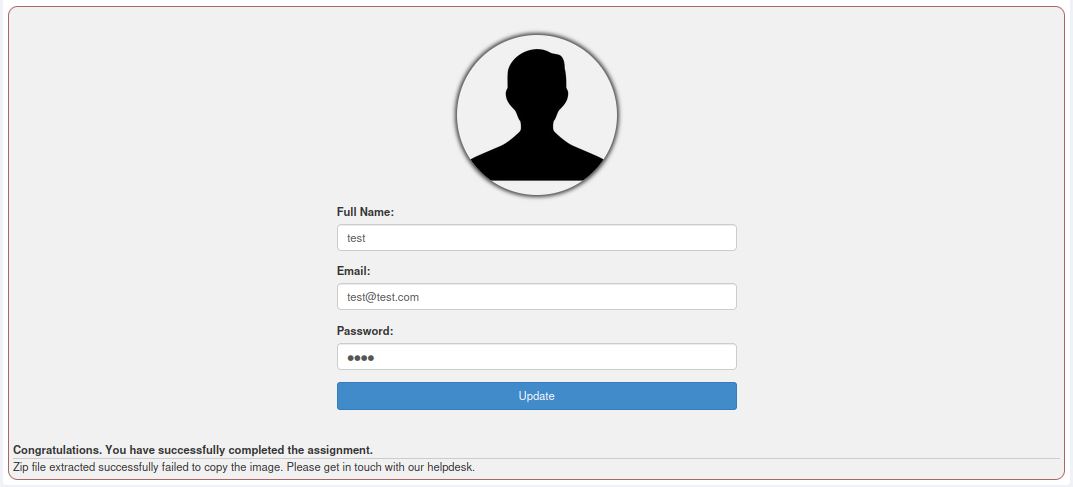 Full Name:
test
Email:
test@test.com
Password:
●●●●
Update
Congratulations. You have successfully completed the assignment.
Zip file extracted successfully failed to copy the image. Please get in touch with our helpdesk.